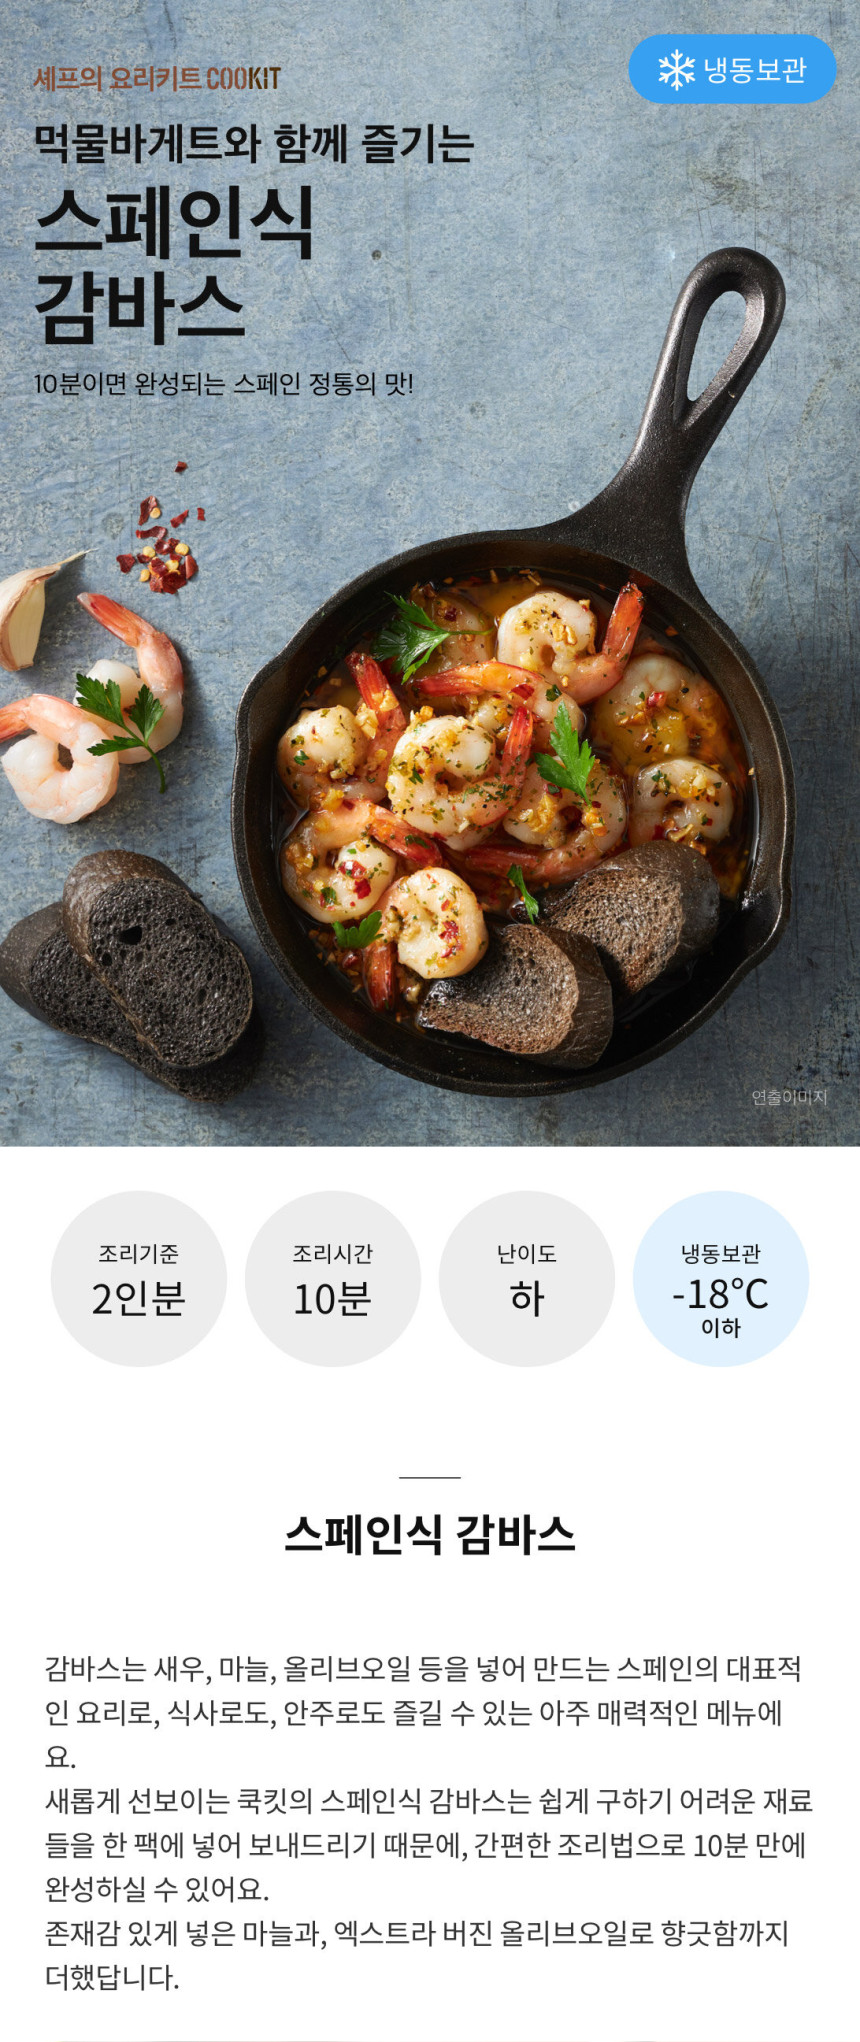 셰프의 요리키트 COOKIT
냉동보관
먹물바게트와 함께 즐기는
스페인식
감바스
10분이면 완성되는 스페인 정통의 맛!
연출이미지
조리기준
2인분
조리시간
10분
난이도
하
냉동보관
-18°C
이하
스페인식 감바스
감바스는 새우, 마늘, 올리브오일 등을 넣어 만드는 스페인의 대표적
인 요리로, 식사로도, 안주로도 즐길 수 있는 아주 매력적인 메뉴에
요.
새롭게 선보이는 쿡킷의 스페인식 감바스는 쉽게 구하기 어려운 재료
들을 한 팩에 넣어 보내드리기 때문에, 간편한 조리법으로 10분 만에
완성하실 수 있어요.
존재감 있게 넣은 마늘과, 엑스트라 버진 올리브오일로 향긋함까지
더했답니다.